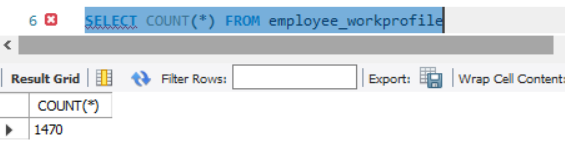 6 SELECT COUNT(*) FROM employee_workprofile
Result Grid Filter Rows: Export: Wrap Cell Content:
COUNT(*)
1470